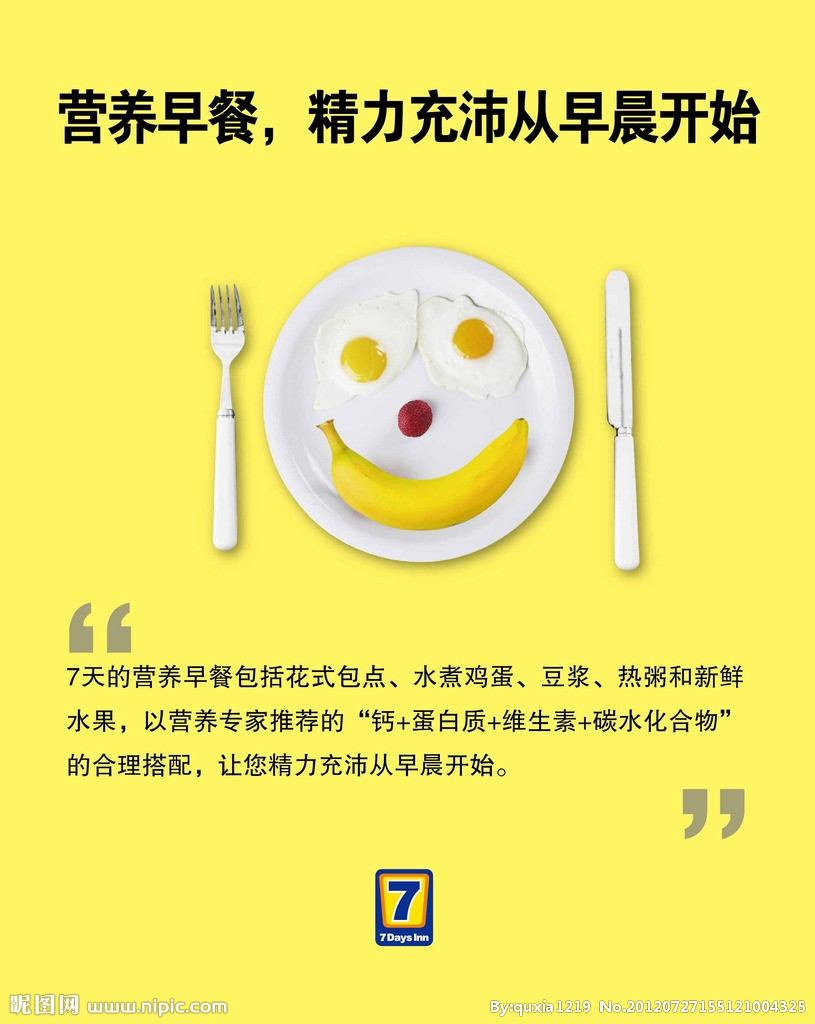 营养早餐，精力充沛从早晨开始
7天的营养早餐包括花式包点、水煮鸡蛋、豆浆、热粥和新鲜
水果，以营养专家推荐的“钙+蛋白质+维生素+碳水化合物”
的合理搭配，让您精力充沛从早晨开始。
7
7 Days Inn
昵图网 www.nipic.com
By:quxia1219 No.20120727155121004325